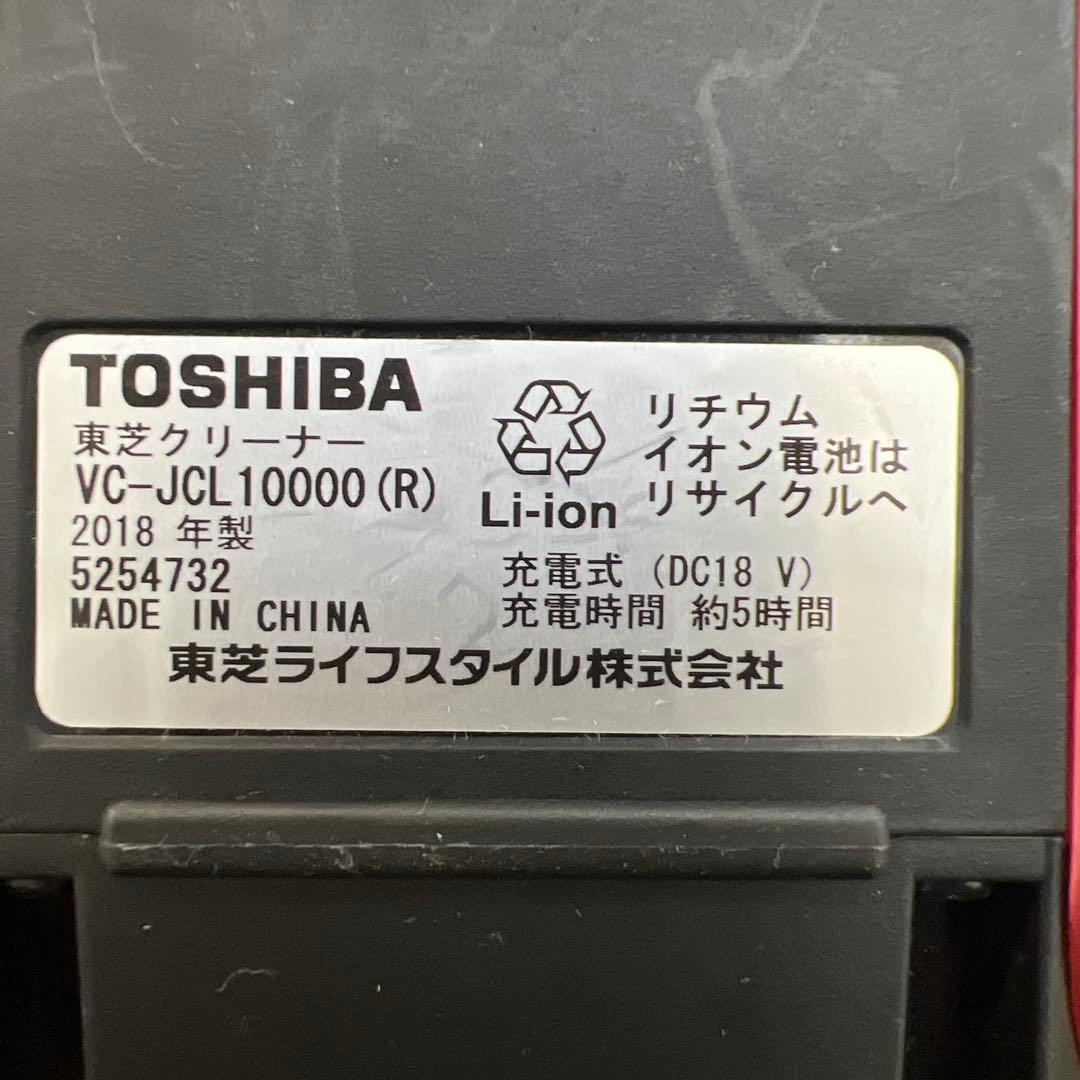 TOSHIBA
東芝クリーナー
VC-JCL10000(R)
2018 年製
5254732
MADE IN CHINA
Li-ion
リチウム
イオン電池は
リサイクルへ
充電式 (DC18 V)
充電時間 約5時間
東芝ライフスタイル株式会社